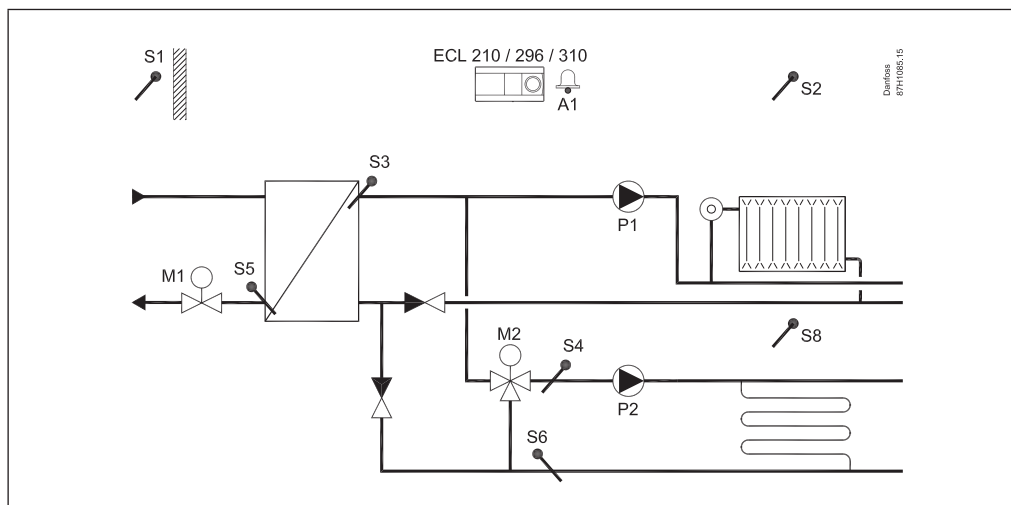 S1
ECL 210 / 296 / 310
A1
S2
Danfoss
87H1085.15
S3
P1
M1
S5
M2
S4
S8
P2
S6